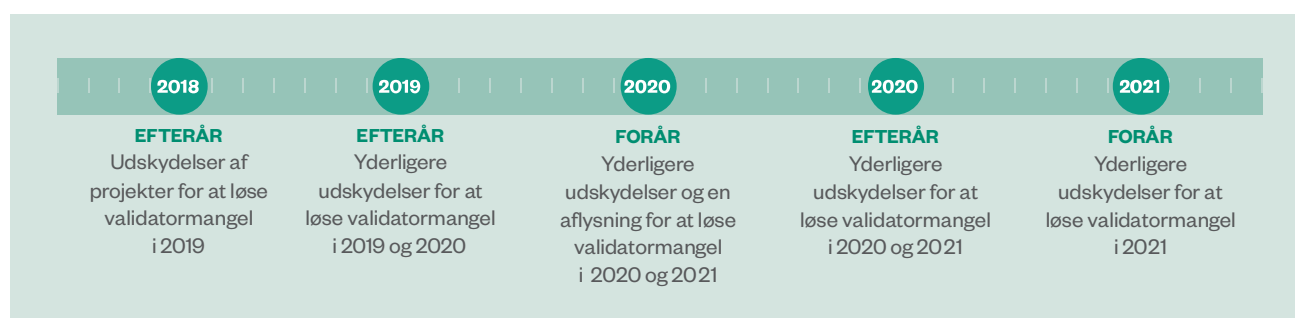 2018
EFTERÅR
Udskydelser af
projekter for at løse
validatormangel
i 2019
2019
EFTERÅR
Yderligere
udskydelser for at
løse validatormangel
i 2019 og 2020
2020
FORÅR
Yderligere
udskydelser og en
aflysning for at løse
validatormangel
i 2020 og 2021
2020
EFTERÅR
Yderligere
udskydelser for at
løse validatormangel
i 2020 og 2021
2021
FORÅR
Yderligere
udskydelser for at
løse validatormangel
i 2021